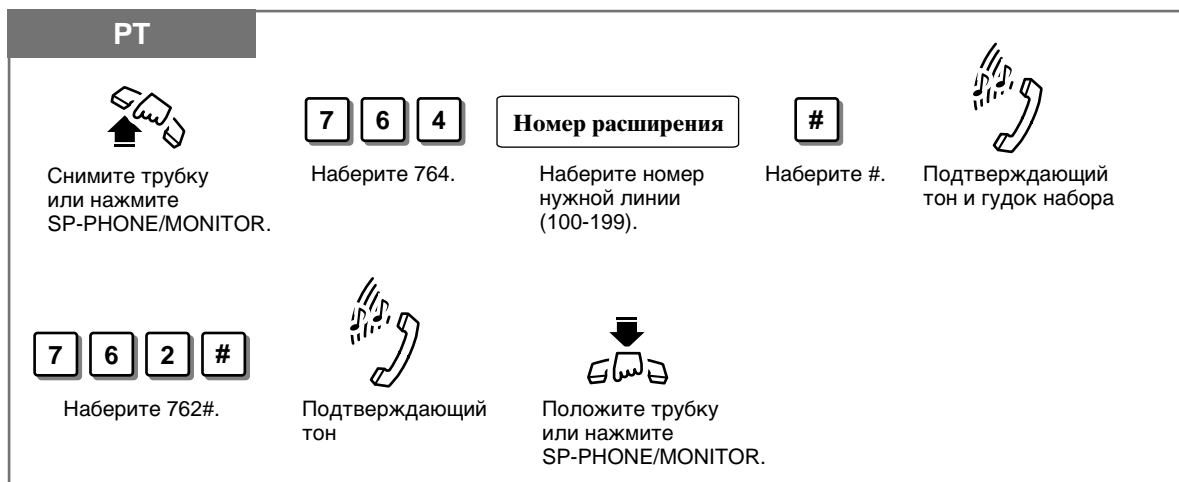 PT
7 6 4
Номер расширения
#
Снимите трубку
или нажмите
SP-PHONE/MONITOR.
Наберите 764.
Наберите номер
нужной линии
(100-199).
Наберите #.
Подтверждающий
тон и гудок набора
7 6 2 #
Наберите 762#.
Подтверждающий
тон
Положите трубку
или нажмите
SP-PHONE/MONITOR.